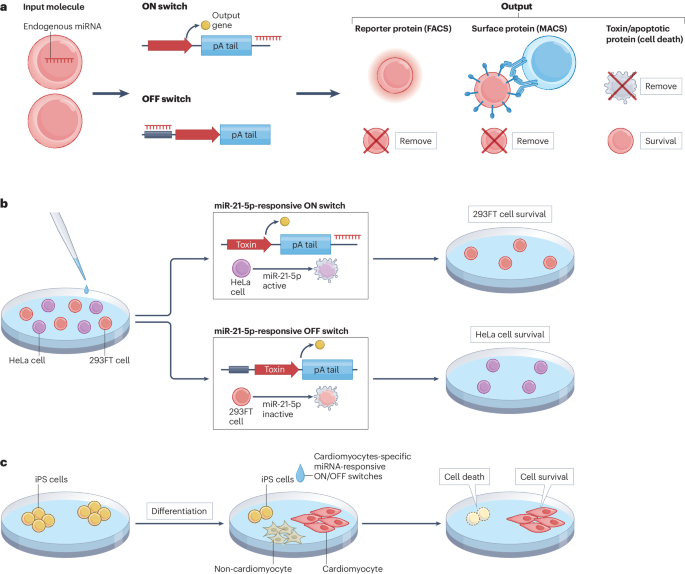 a
Input molecule
Endogenous miRNA
ON switch
Output
gene
pA tail
OFF switch
pA tail
Output
Reporter protein (FACS)
Surface protein (MACS)
Toxin/apoptotic
protein (cell death)
Remove
Remove
Remove
Survival
b
HeLa cell
293FT cell
miR-21-5p-responsive ON switch
Toxin
pA tail
HeLa
cell
miR-21-5p
active
293FT cell survival
miR-21-5p-responsive OFF switch
Toxin
pA tail
293FT
cell
miR-21-5p
inactive
HeLa cell survival
c
iPS cells
Differentiation
Cardiomyocytes-specific
miRNA-responsive
ON/OFF switches
iPS cells
Non-cardiomyocyte
Cardiomyocyte
Cell death
Cell survival